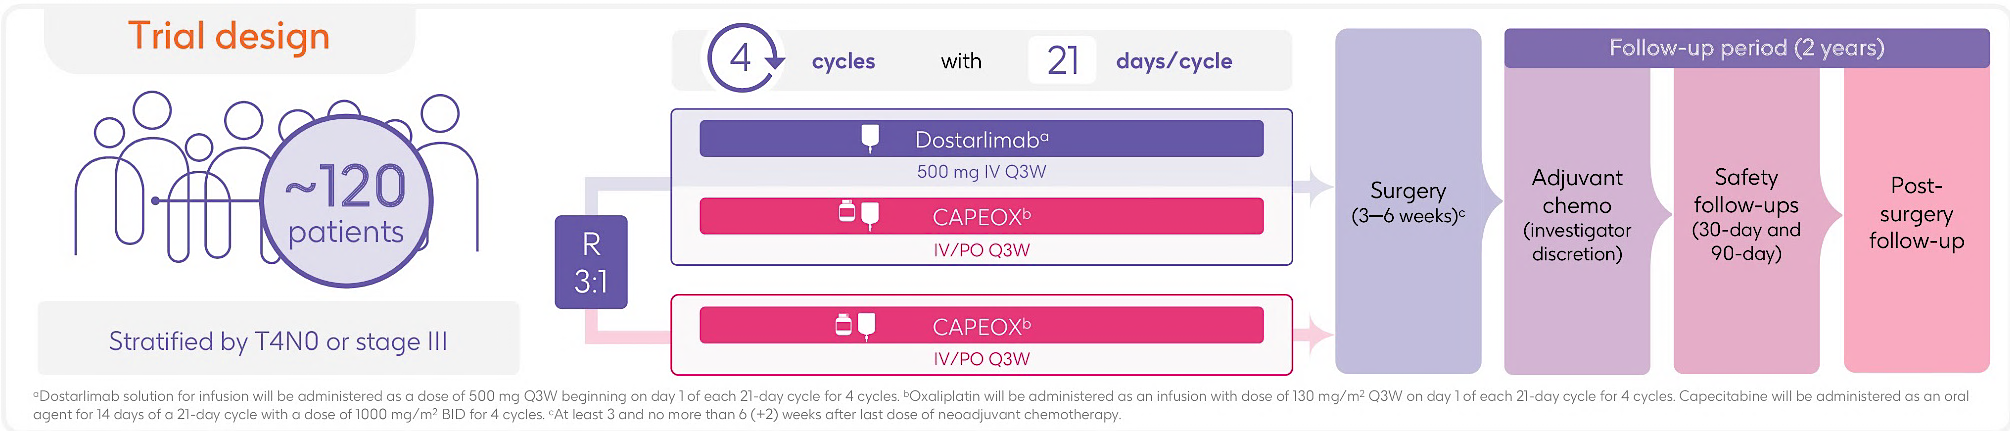 Trial design
~120
patients
Stratified by T4N0 or stage III
R
3:1
4 cycles with 21 days/cycle
Dostarlimabᵃ
500 mg IV Q3W
CAPEOXᵇ
IV/PO Q3W
CAPEOXᵇ
IV/PO Q3W
Surgery
(3–6 weeks)ᶜ
Follow-up period (2 years)
Adjuvant
chemo
(investigator
discretion)
Safety
follow-ups
(30-day and
90-day)
Post-
surgery
follow-up
ᵃDostarlimab solution for infusion will be administered as a dose of 500 mg Q3W beginning on day 1 of each 21-day cycle for 4 cycles. ᵇOxaliplatin will be administered as an infusion with dose of 130 mg/m² Q3W on day 1 of each 21-day cycle for 4 cycles. Capecitabine will be administered as an oral
agent for 14 days of a 21-day cycle with a dose of 1000 mg/m² BID for 4 cycles. ᶜAt least 3 and no more than 6 (+2) weeks after last dose of neoadjuvant chemotherapy.